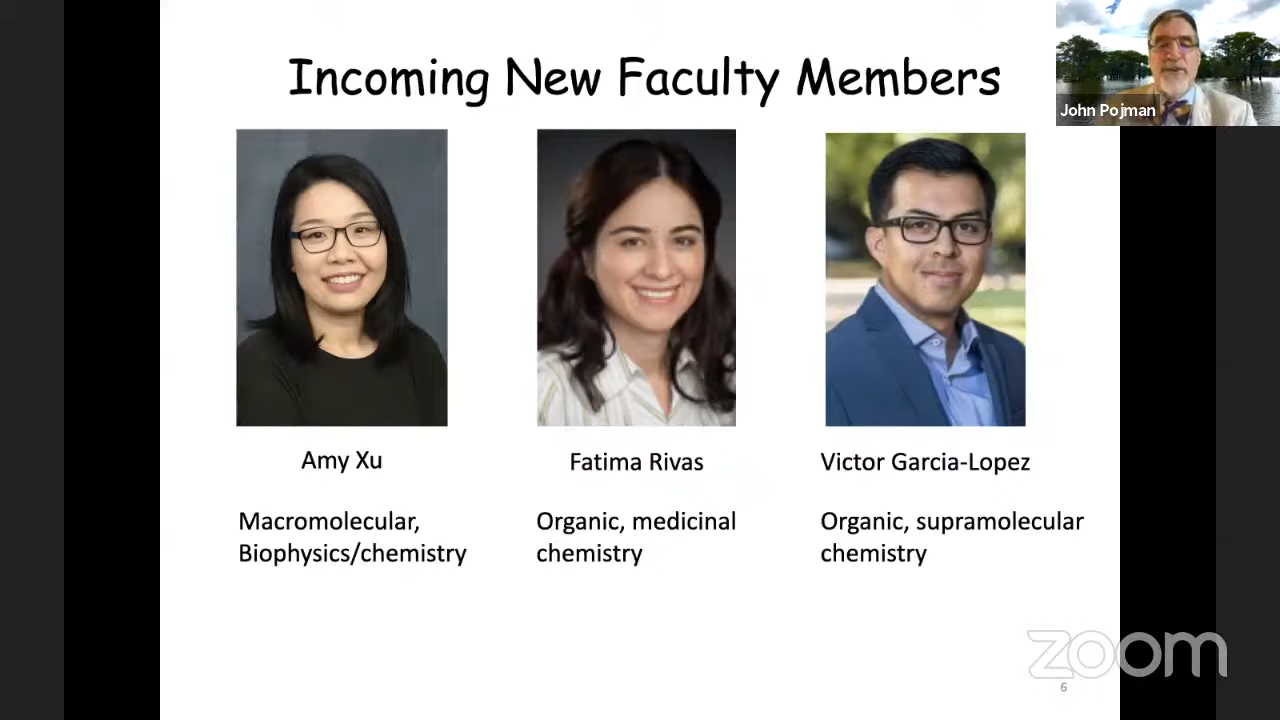 Incoming New Faculty Members
John Pojman
Amy Xu
Fatima Rivas
Victor Garcia-Lopez
Macromolecular,
Biophysics/chemistry
Organic, medicinal
chemistry
Organic, supramolecular
chemistry
zoom
6